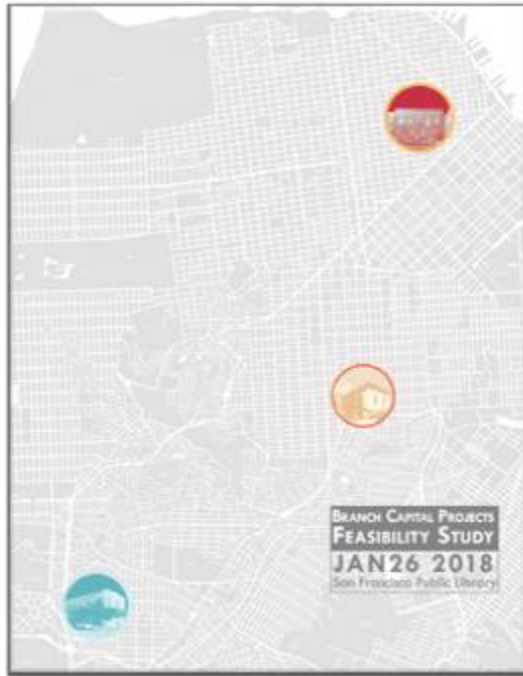 BRANCH CAPITAL PROJECTS
FEASIBILITY STUDY
JAN26 2018
San Francisco Public Library